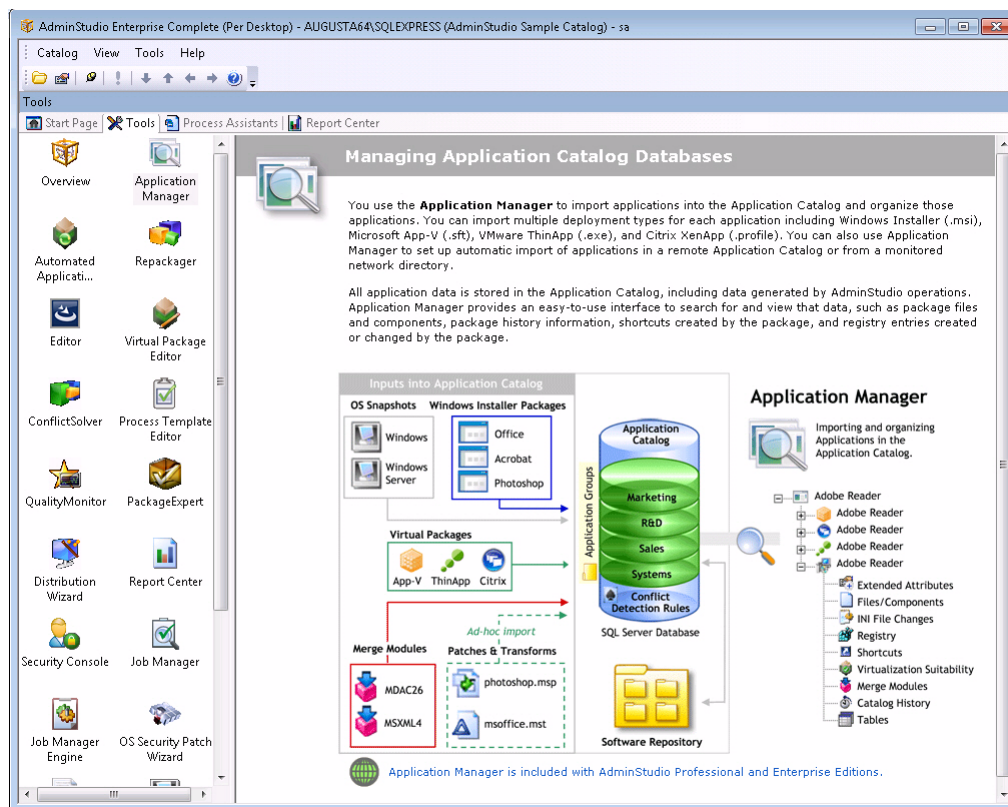 AdminStudio Enterprise Complete (Per Desktop) - AUGUSTA64\SQLEXPRESS (AdminStudio Sample Catalog) - sa
Catalog View Tools Help
Tools
Start Page Tools Process Assistants Report Center
Overview
Application Manager
Automated Applicati...
Repackager
Editor
Virtual Package Editor
ConflictSolver
Process Template Editor
QualityMonitor
PackageExpert
Distribution Wizard
Report Center
Security Console
Job Manager
Job Manager Engine
OS Security Patch Wizard
Managing Application Catalog Databases
You use the Application Manager to import applications into the Application Catalog and organize those
applications. You can import multiple deployment types for each application including Windows Installer (.msi),
Microsoft App-V (.sft), VMware ThinApp (.exe), and Citrix XenApp (.profile). You can also use Application
Manager to set up automatic import of applications in a remote Application Catalog or from a monitored
network directory.
All application data is stored in the Application Catalog, including data generated by AdminStudio operations.
Application Manager provides an easy-to-use interface to search for and view that data, such as package files
and components, package history information, shortcuts created by the package, and registry entries created
or changed by the package.
Inputs into Application Catalog
OS Snapshots
Windows
Windows Server
Windows Installer Packages
Office
Acrobat
Photoshop
Virtual Packages
App-V ThinApp Citrix
Ad-hoc import
Merge Modules
MDAC26
MSXML4
Patches & Transforms
photoshop.msp
msoffice.mst
Application Groups
Application Catalog
Marketing
R&D
Sales
Systems
Conflict Detection Rules
SQL Server Database
Software Repository
Application Manager
Importing and organizing
Applications in the
Application Catalog.
Adobe Reader
Adobe Reader
Adobe Reader
Adobe Reader
Adobe Reader
Extended Attributes
Files/Components
INI File Changes
Registry
Shortcuts
Virtualization Suitability
Merge Modules
Catalog History
Tables
Application Manager is included with AdminStudio Professional and Enterprise Editions.